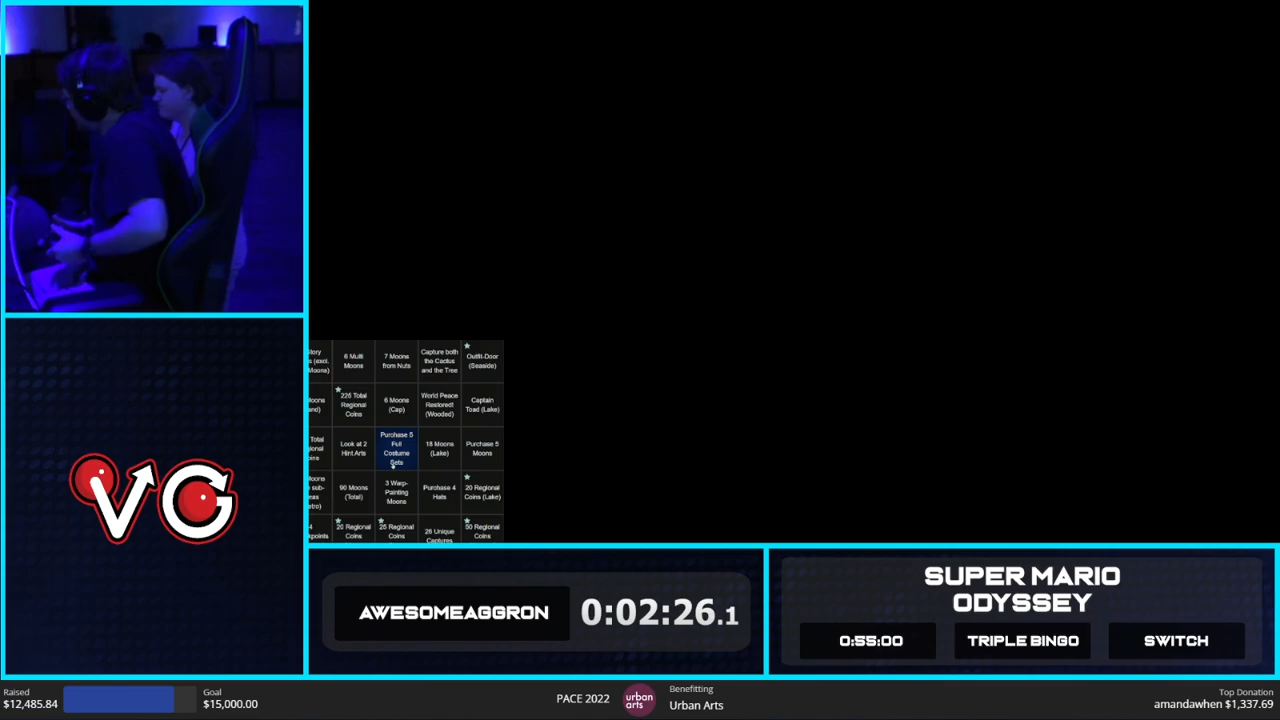 6 Multi
Moons
7 Moons
from Nuts
Capture both
the Cactus
and the Tree
Outfit-Door
(Seaside)
225 Total
Regional
Coins
6 Moons
(Cap)
World Peace
Restored!
(Wooded)
Captain
Toad (Lake)
Total
Look at 2
Hint Arts
Purchase 5
Full
Costume
Sets
18 Moons
(Lake)
Purchase 5
Moons
90 Moons
(Total)
3 Warp-
Painting
Moons
Purchase 4
Hats
20 Regional
Coins (Lake)
20 Regional
Coins
25 Regional
Coins
26 Unique
Captures
50 Regional
Coins
VG
AWESOMEAGGRON
0:02:26.1
SUPER MARIO
ODYSSEY
0:55:00
TRIPLE BINGO
SWITCH
Raised
$12,485.84
Goal
$15,000.00
PACE 2022
urban
arts
Benefitting
Urban Arts
Top Donation
amandawhen $1,337.69